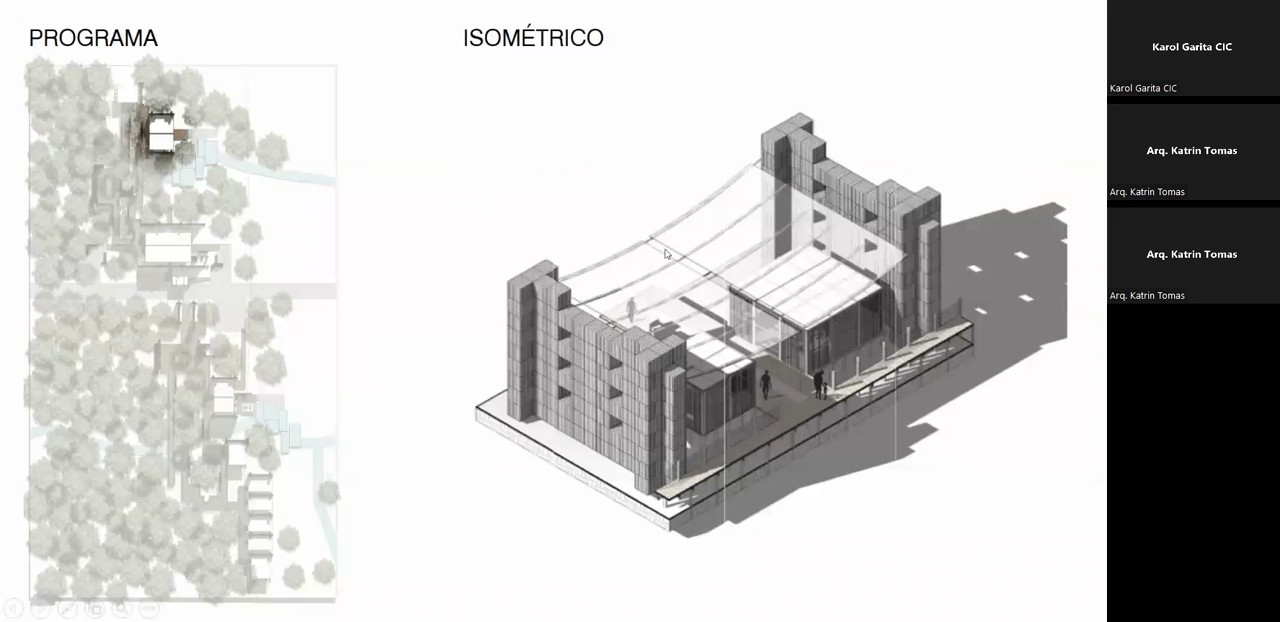 PROGRAMA
ISOMÉTRICO
Karol Garita CIC
Karol Garita CIC
Arq. Katrin Tomas
Arq. Katrin Tomas
Arq. Katrin Tomas
Arq. Katrin Tomas